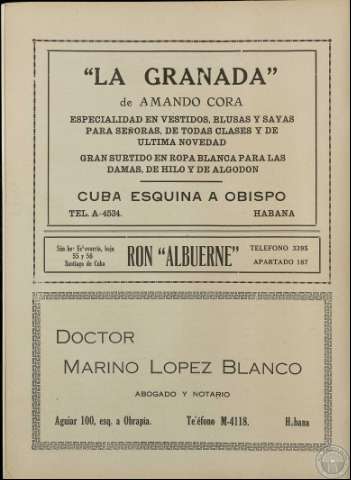 "LA GRANADA"
de AMANDO CORA
ESPECIALIDAD EN VESTIDOS, BLUSAS Y SAYAS
PARA SEÑORAS, DE TODAS CLASES Y DE
ULTIMA NOVEDAD
GRAN SURTIDO EN ROPA BLANCA PARA LAS
DAMAS, DE HILO Y DE ALGODON
CUBA ESQUINA A OBISPO
TEL. A-4534. HABANA
bajo
55 y 56
Santiago de Cuba
RON "ALBUERNE"
TELEFONO 3395
APARTADO 187
DOCTOR
MARINO LOPEZ BLANCO
ABOGADO Y NOTARIO
Aguiar 100, esq. a Obrapia. Teléfono M-4118. Habana